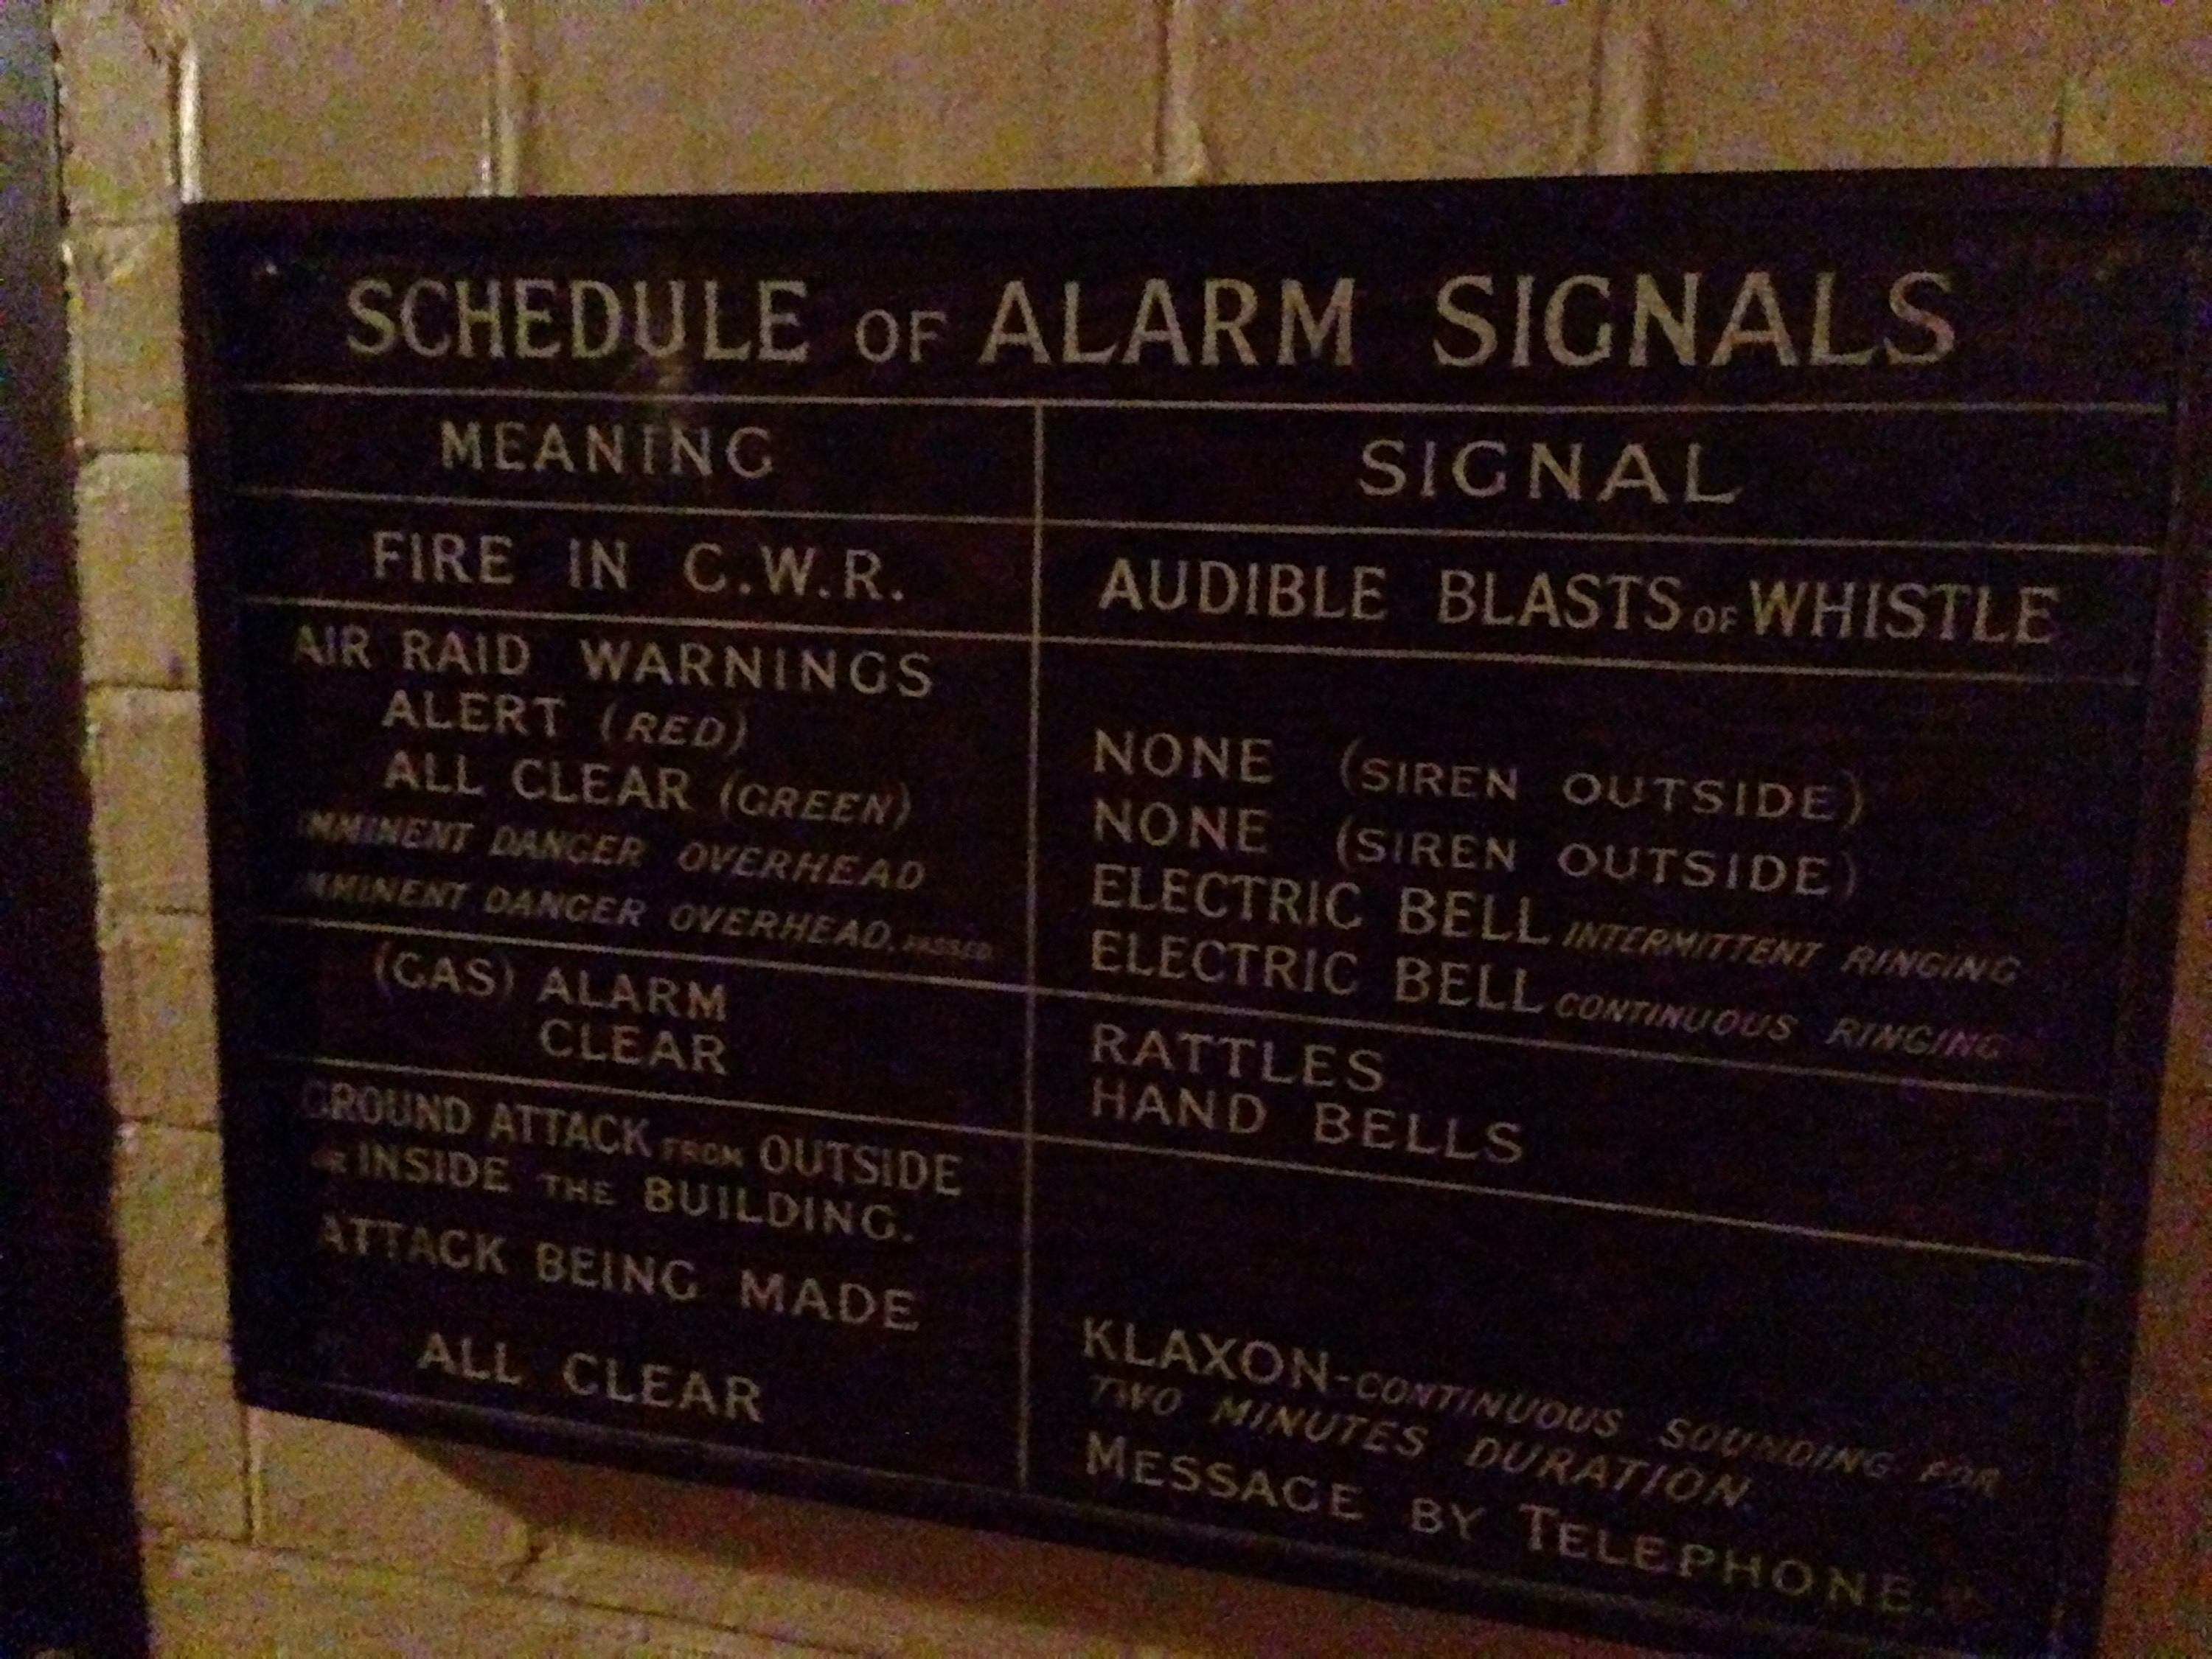 SCHEDULE OF ALARM SIGNALS
MEANING
SIGNAL
FIRE IN C.W.R.
AUDIBLE BLASTS OF WHISTLE
AIR RAID WARNINGS
ALERT (RED)
NONE (SIREN OUTSIDE)
ALL CLEAR (GREEN)
NONE (SIREN OUTSIDE)
IMMINENT DANGER OVERHEAD
ELECTRIC BELL INTERMITTENT RINGING
IMMINENT DANGER OVERHEAD, PASSED
ELECTRIC BELL CONTINUOUS RINGING
(GAS) ALARM
RATTLES
CLEAR
HAND BELLS
GROUND ATTACK FROM OUTSIDE
OR INSIDE THE BUILDING.
ATTACK BEING MADE
KLAXON-CONTINUOUS SOUNDING FOR
TWO MINUTES DURATION.
ALL CLEAR
MESSAGE BY TELEPHONE.